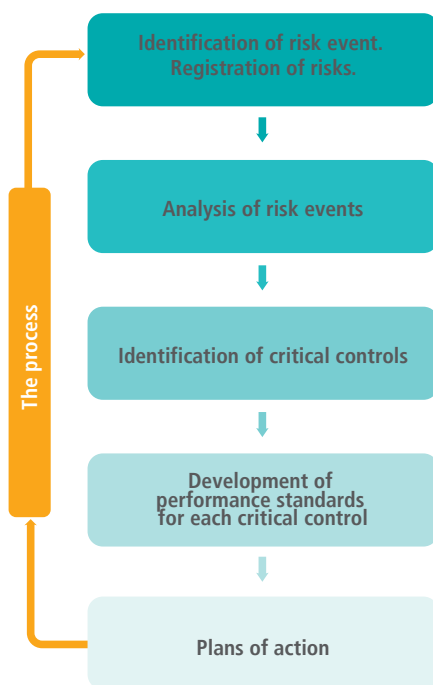 Identification of risk event.
Registration of risks.
Analysis of risk events
The process
Identification of critical controls
Development of
performance standards
for each critical control
Plans of action